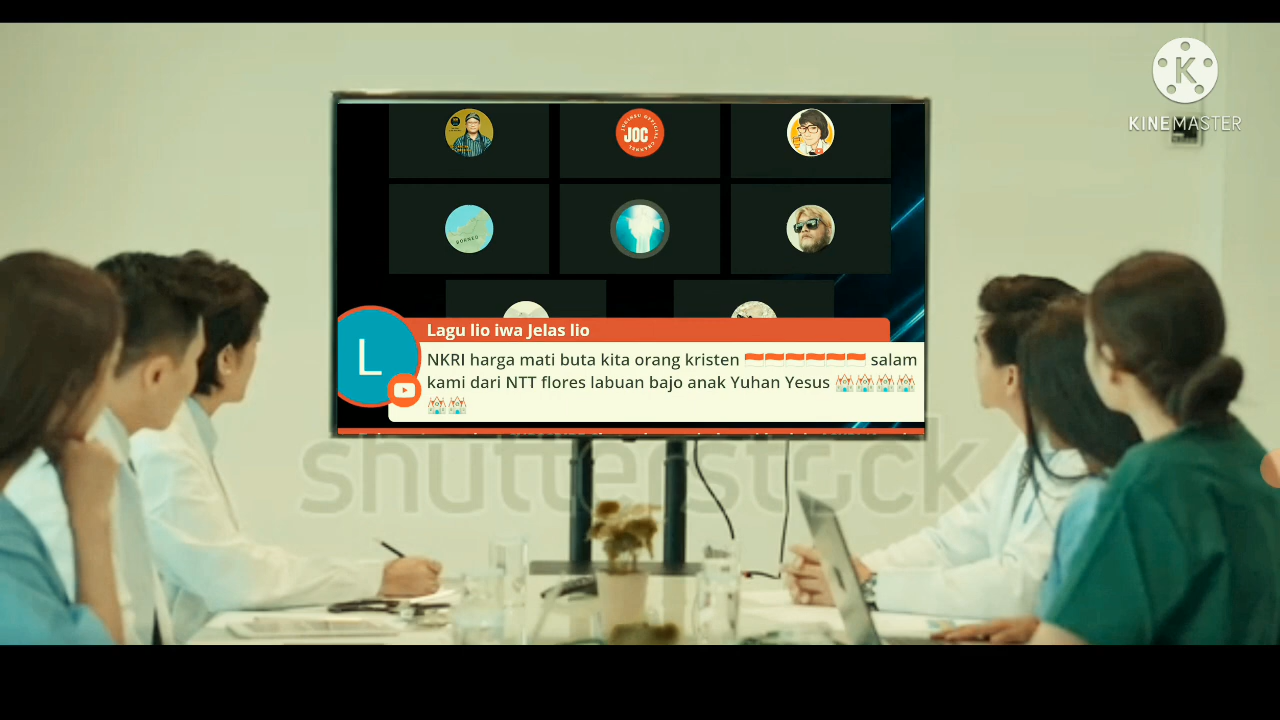 KINEMASTER
JOC
BORNEO
L
Lagu lio iwa Jelas lio
NKRI harga mati buta kita orang kristen 🇮🇩🇮🇩🇮🇩🇮🇩🇮🇩🇮🇩 salam
kami dari NTT flores labuan bajo anak Yuhan Yesus 💒💒💒💒
💒💒
shutterstock